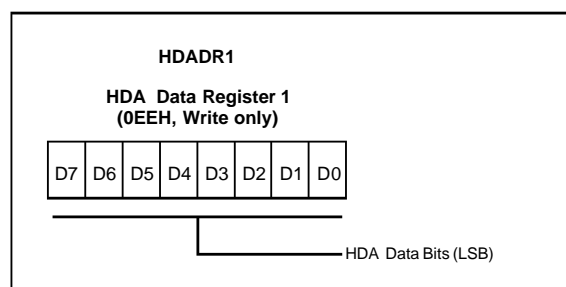 HDADR1
HDA Data Register 1
(0EEH, Write only)
D7 D6 D5 D4 D3 D2 D1 D0
HDA Data Bits (LSB)